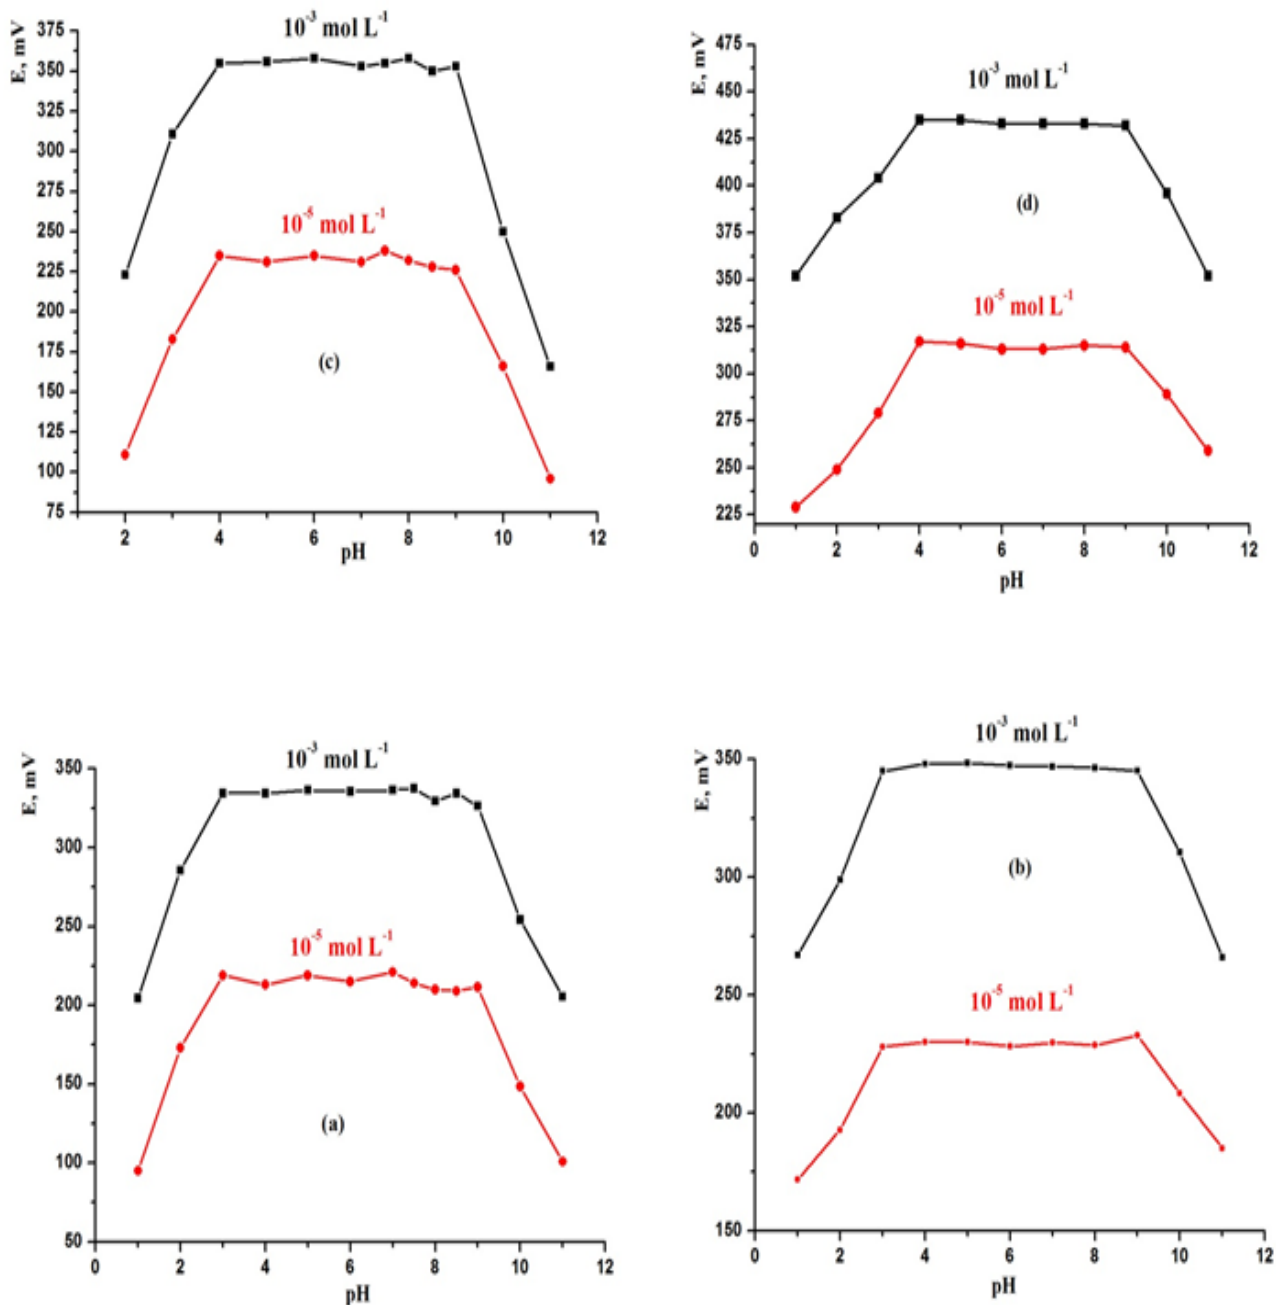 10⁻³ mol L⁻¹
E, mV
375
350
325
300
275
250
225
200
175
150
125
100
75
10⁻⁵ mol L⁻¹
(c)
2 4 6 8 10 12
pH
E, mV
475
450
425
400
375
350
325
300
275
250
225
10⁻³ mol L⁻¹
(d)
10⁻⁵ mol L⁻¹
0 2 4 6 8 10 12
pH
10⁻³ mol L⁻¹
E, mV
350
300
250
200
150
100
50
10⁻⁵ mol L⁻¹
(a)
0 2 4 6 8 10 12
pH
10⁻³ mol L⁻¹
E, mV
350
300
250
200
150
(b)
10⁻⁵ mol L⁻¹
0 2 4 6 8 10 12
pH